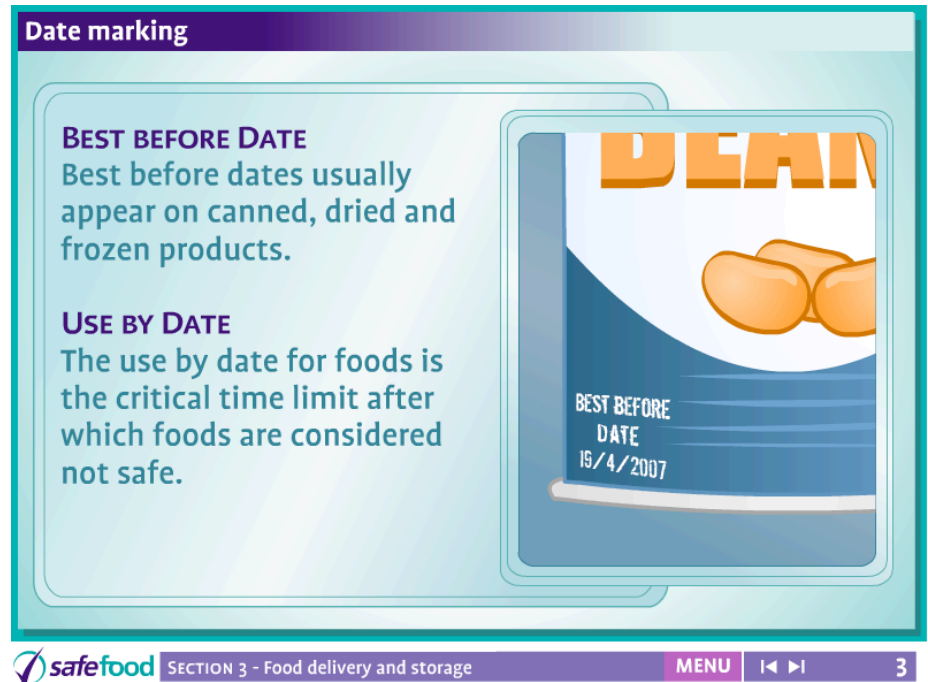 Date marking
BEST BEFORE DATE
Best before dates usually
appear on canned, dried and
frozen products.
USE BY DATE
The use by date for foods is
the critical time limit after
which foods are considered
not safe.
BEAN
BEST BEFORE
DATE
19/4/2007
safefood SECTION 3 - Food delivery and storage MENU 3